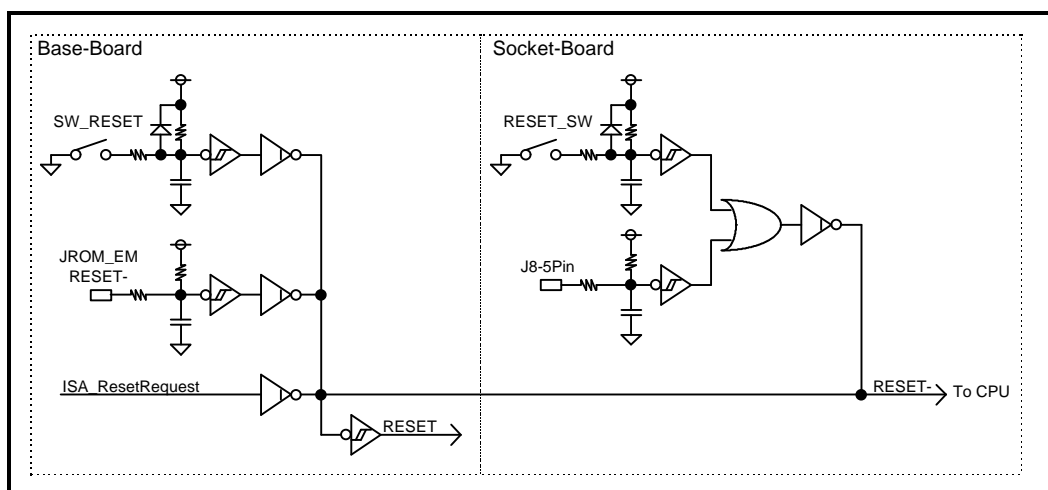 Base-Board
Socket-Board
SW_RESET
RESET_SW
JROM_EM
RESET-
J8-5Pin
ISA_ResetRequest
RESET-
To CPU
RESET